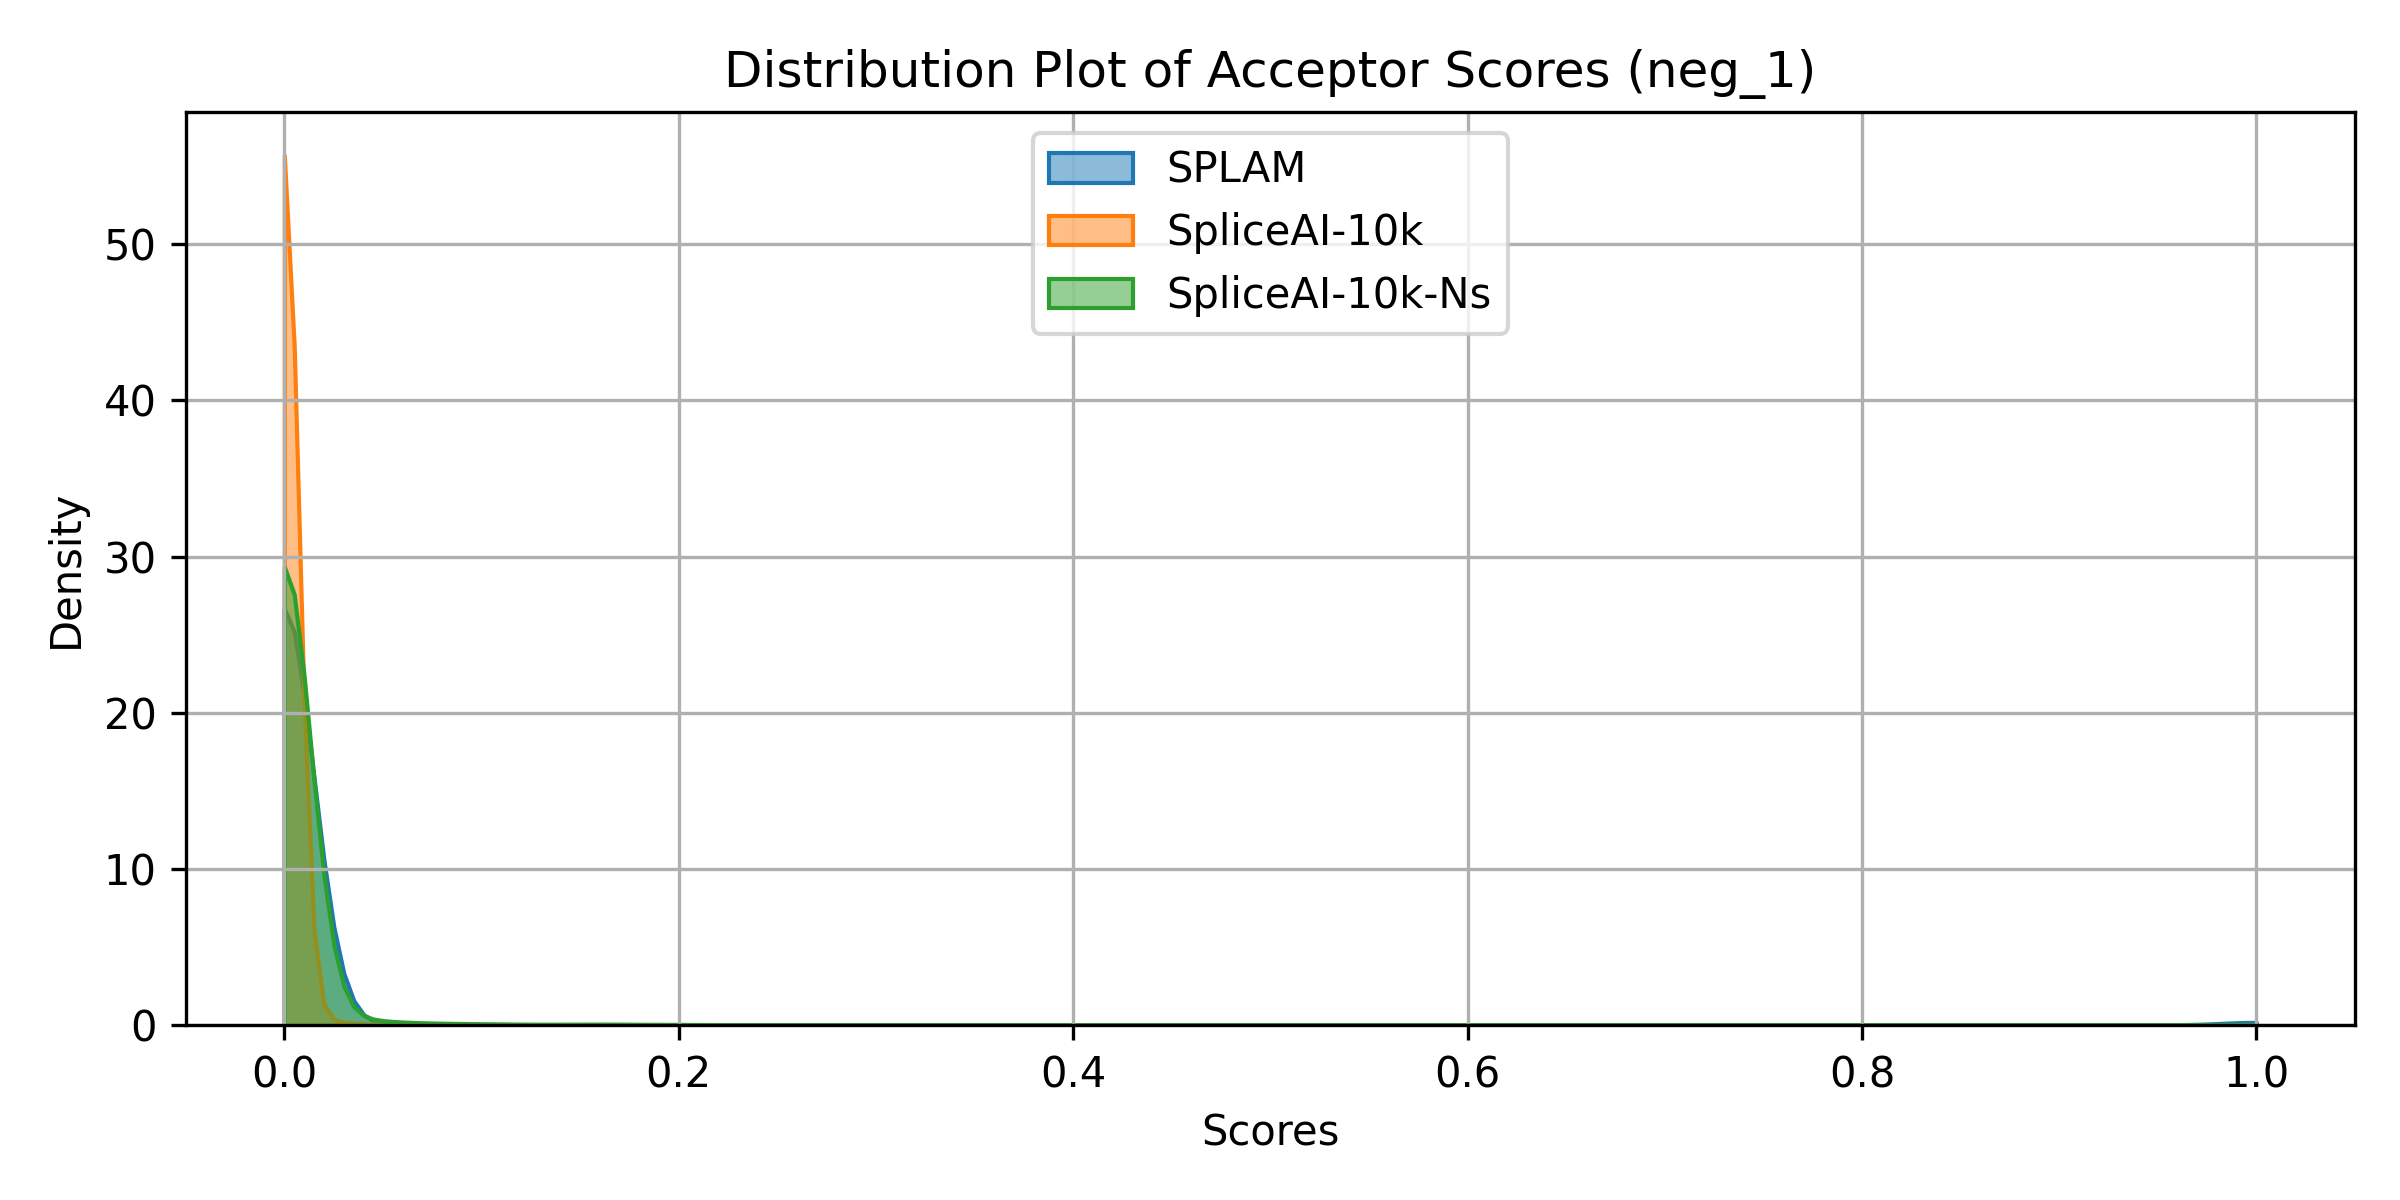 Distribution Plot of Acceptor Scores (neg_1)
SPLAM
SpliceAI-10k
SpliceAI-10k-Ns
Density
50
40
30
20
10
0
0.0 0.2 0.4 0.6 0.8 1.0
Scores